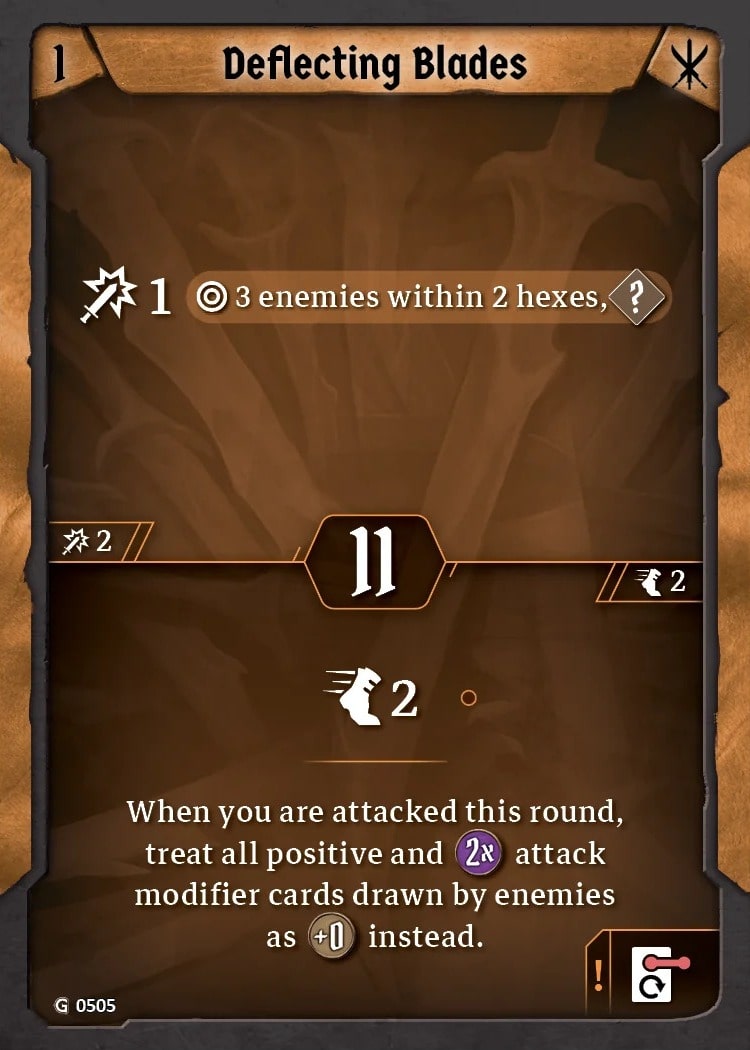 1 Deflecting Blades
1 3 enemies within 2 hexes, ?
2
11
2
2
When you are attacked this round,
treat all positive and 2x attack
modifier cards drawn by enemies
as +0 instead.
!
G 0505